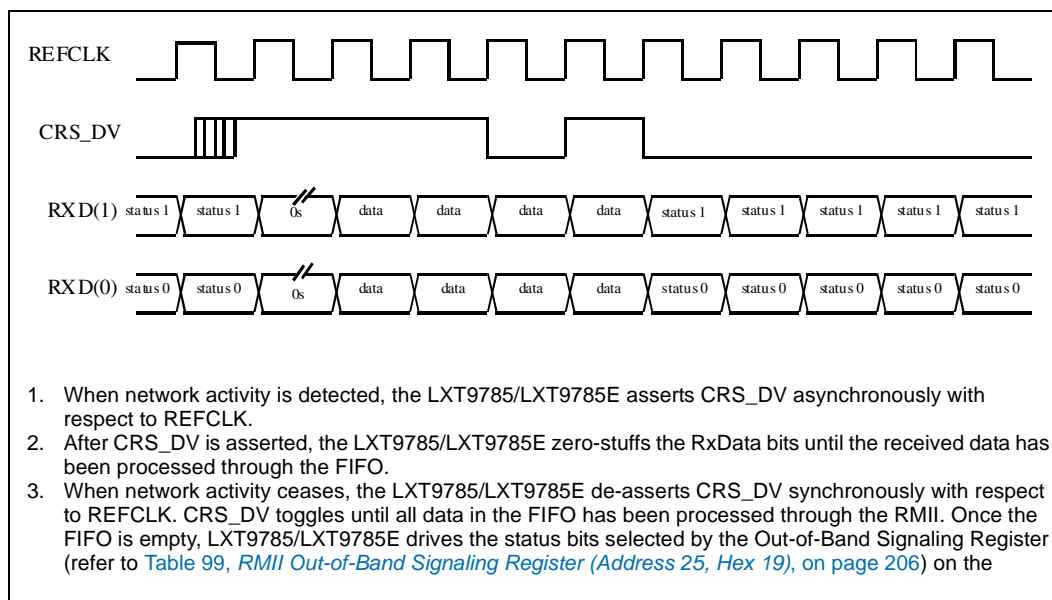 REFCLK
CRS_DV
RXD(1) status 1 status 1 0s data data data data status 1 status 1 status 1 status 1 status 1
RXD(0) status 0 status 0 0s data data data data status 0 status 0 status 0 status 0 status 0
1. When network activity is detected, the LXT9785/LXT9785E asserts CRS_DV asynchronously with
respect to REFCLK.
2. After CRS_DV is asserted, the LXT9785/LXT9785E zero-stuffs the RxData bits until the received data has
been processed through the FIFO.
3. When network activity ceases, the LXT9785/LXT9785E de-asserts CRS_DV synchronously with respect
to REFCLK. CRS_DV toggles until all data in the FIFO has been processed through the RMII. Once the
FIFO is empty, LXT9785/LXT9785E drives the status bits selected by the Out-of-Band Signaling Register
(refer to Table 99, RMII Out-of-Band Signaling Register (Address 25, Hex 19), on page 206) on the